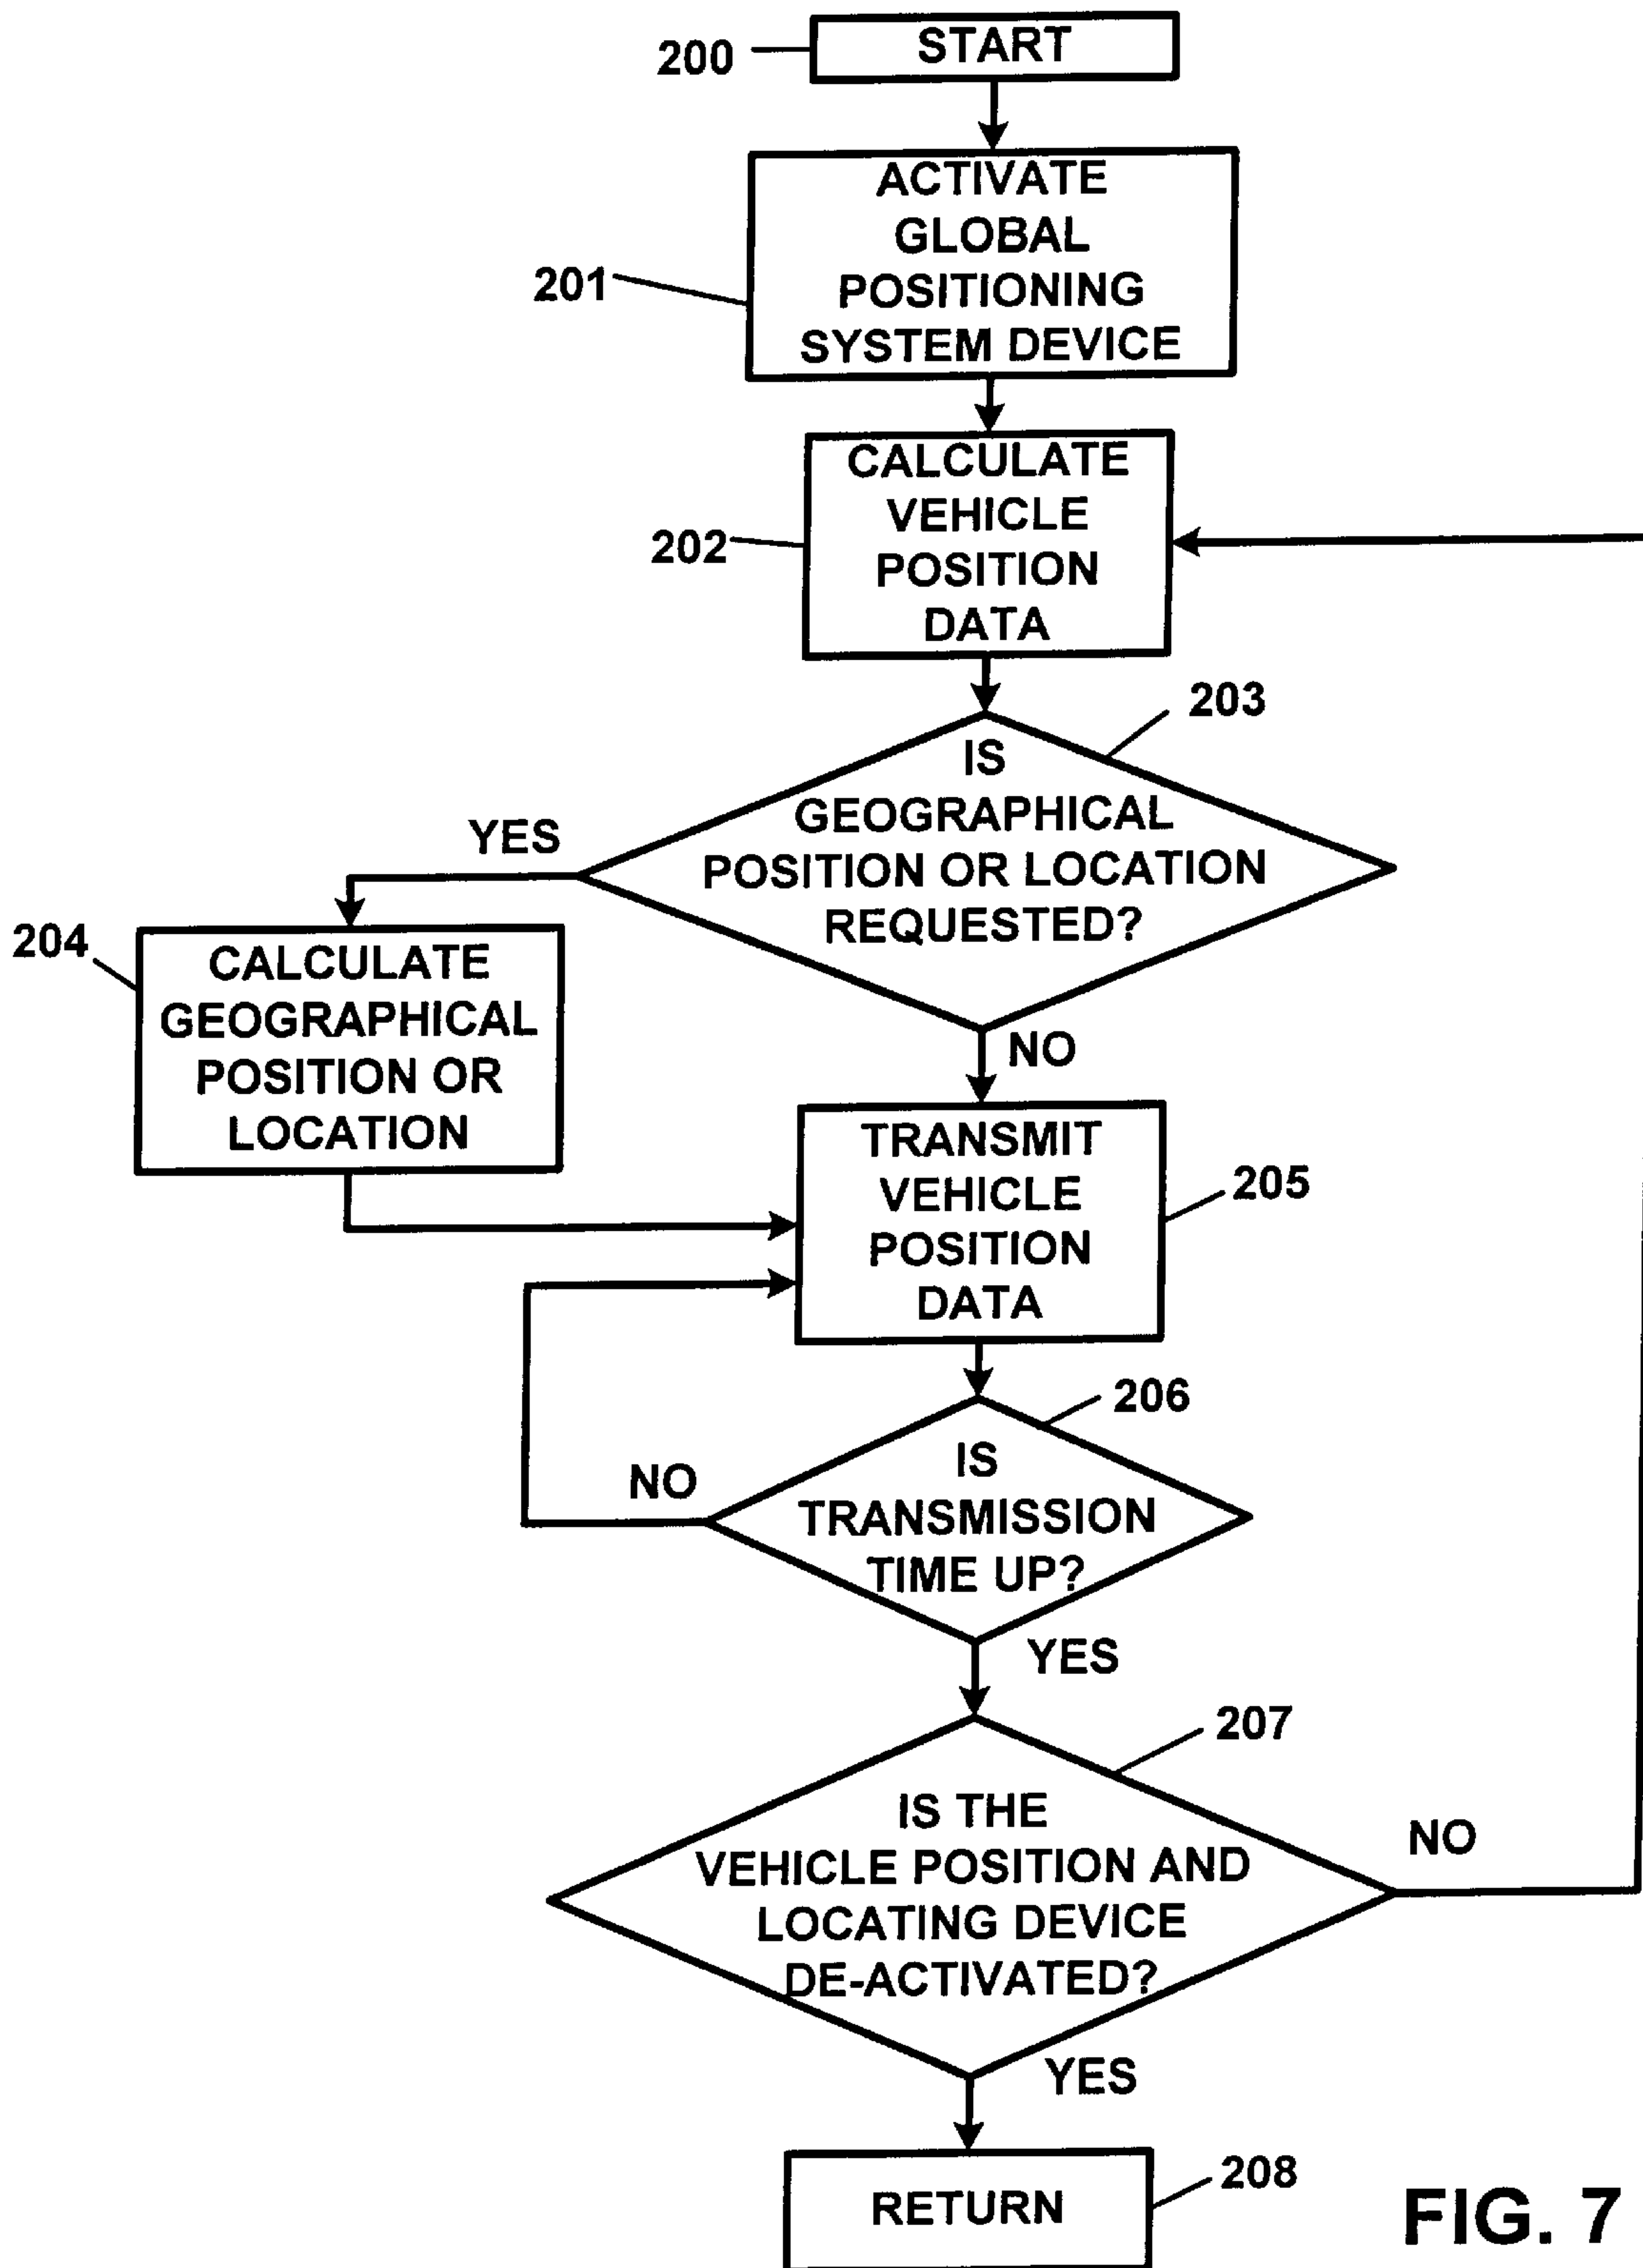 200
START
ACTIVATE
GLOBAL
POSITIONING
SYSTEM DEVICE
201
CALCULATE
VEHICLE
POSITION
DATA
202
203
IS
GEOGRAPHICAL
POSITION OR LOCATION
REQUESTED?
YES
204
CALCULATE
GEOGRAPHICAL
POSITION OR
LOCATION
NO
TRANSMIT
VEHICLE
POSITION
DATA
205
206
IS
TRANSMISSION
TIME UP?
NO
YES
207
IS THE
VEHICLE POSITION AND
LOCATING DEVICE
DE-ACTIVATED?
NO
YES
RETURN
208
FIG. 7